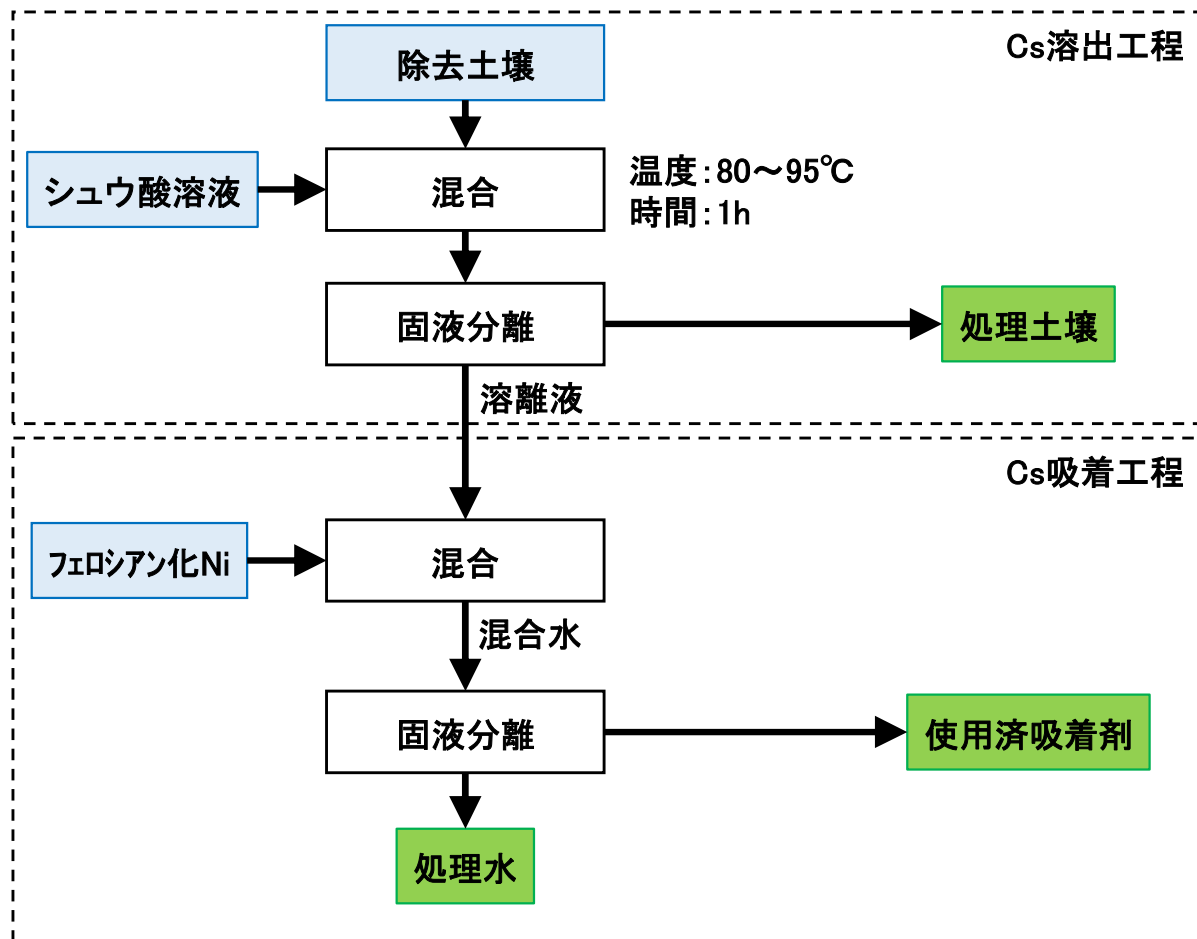 Cs溶出工程
除去土壌
シュウ酸溶液
混合
温度：80～95℃
時間：1h
固液分離
処理土壌
溶離液
Cs吸着工程
フェロシアン化Ni
混合
混合水
固液分離
使用済吸着剤
処理水